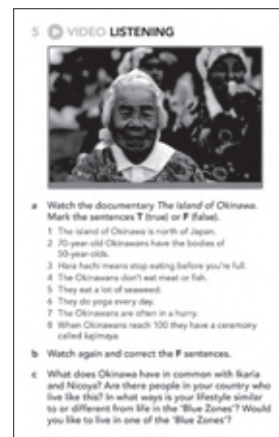 5 VIDEO LISTENING
a Watch the documentary The island of Okinawa.
Mark the sentences T (true) or F (false).
1 The island of Okinawa is north of Japan.
2 70-year-old Okinawans have the bodies of
50-year-olds.
3 Hara hachi means stop eating before you're full.
4 The Okinawans don't eat meat or fish.
5 They eat a lot of seaweed.
6 They do yoga every day.
7 The Okinawans are often in a hurry.
8 When Okinawans reach 100 they have a ceremony
called kajimaya.
b Watch again and correct the F sentences.
c What does Okinawa have in common with Ikaria
and Nicoya? Are there people in your country who
live like this? In what ways is your lifestyle similar
to or different from life in the 'Blue Zones'? Would
you like to live in one of the 'Blue Zones'?